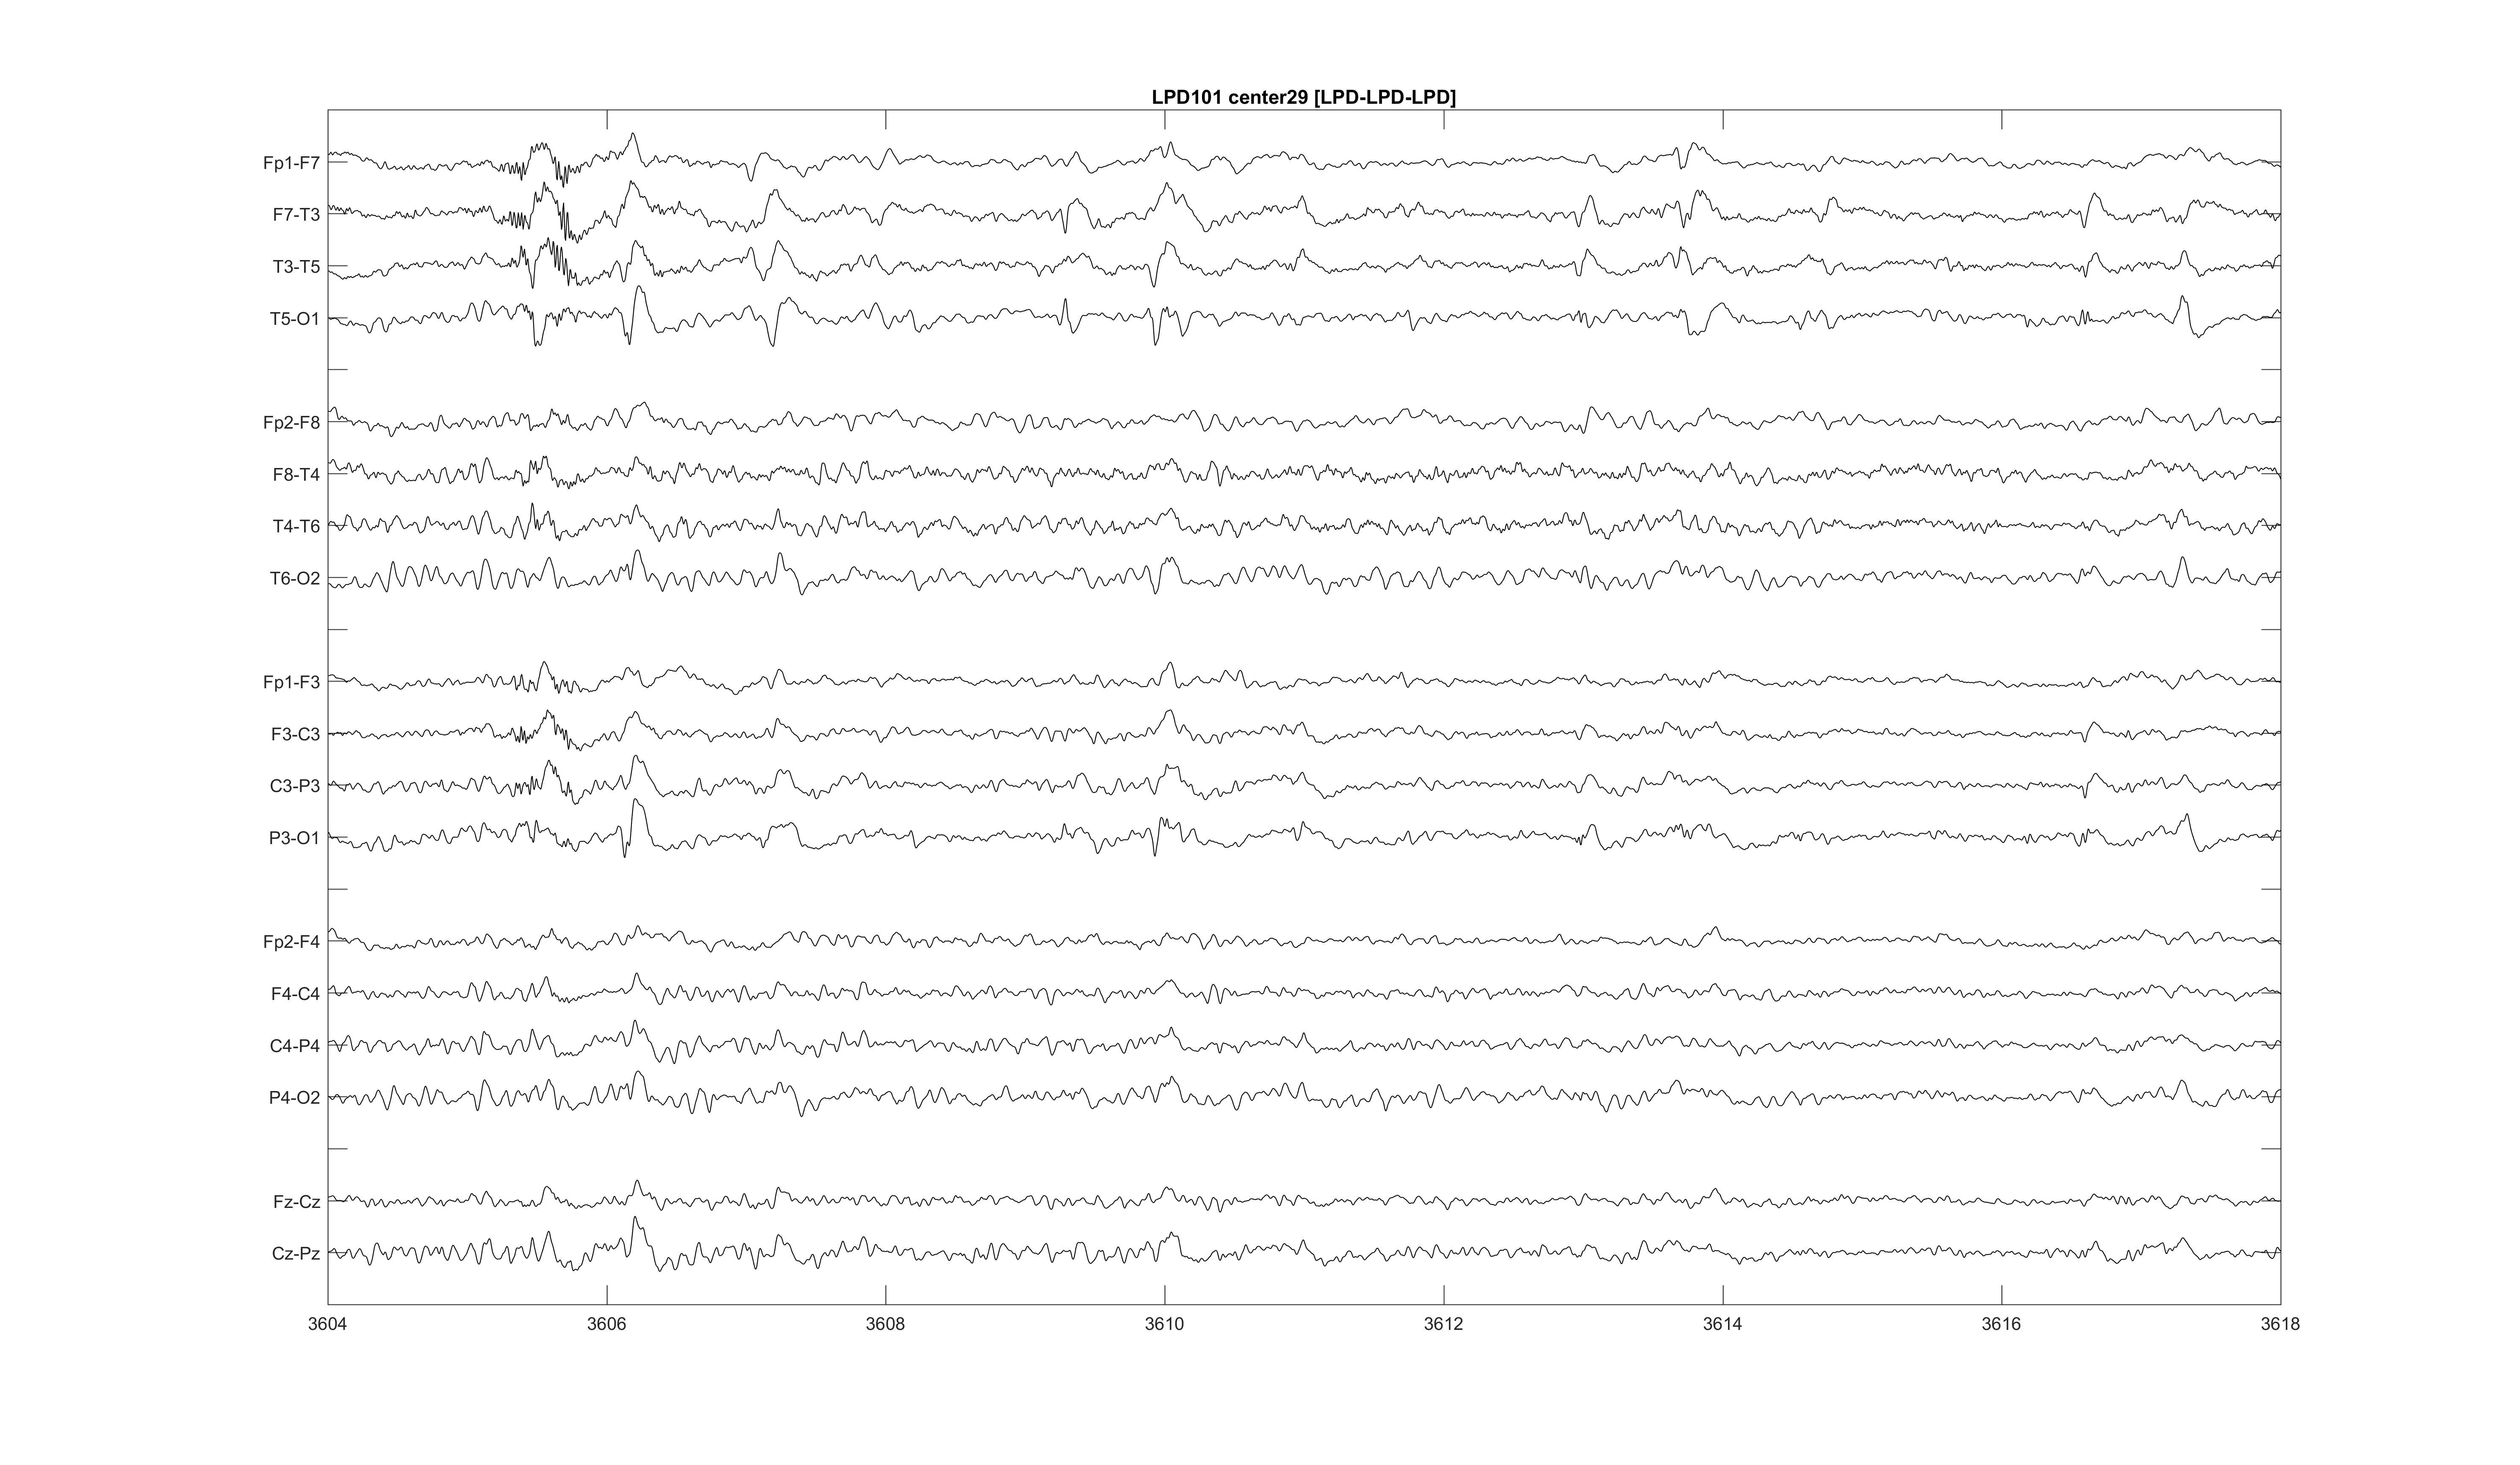 LPD101 center29 [LPD-LPD-LPD]
Fp1-F7
F7-T3
T3-T5
T5-O1
Fp2-F8
F8-T4
T4-T6
T6-O2
Fp1-F3
F3-C3
C3-P3
P3-O1
Fp2-F4
F4-C4
C4-P4
P4-O2
Fz-Cz
Cz-Pz
3604 3606 3608 3610 3612 3614 3616 3618